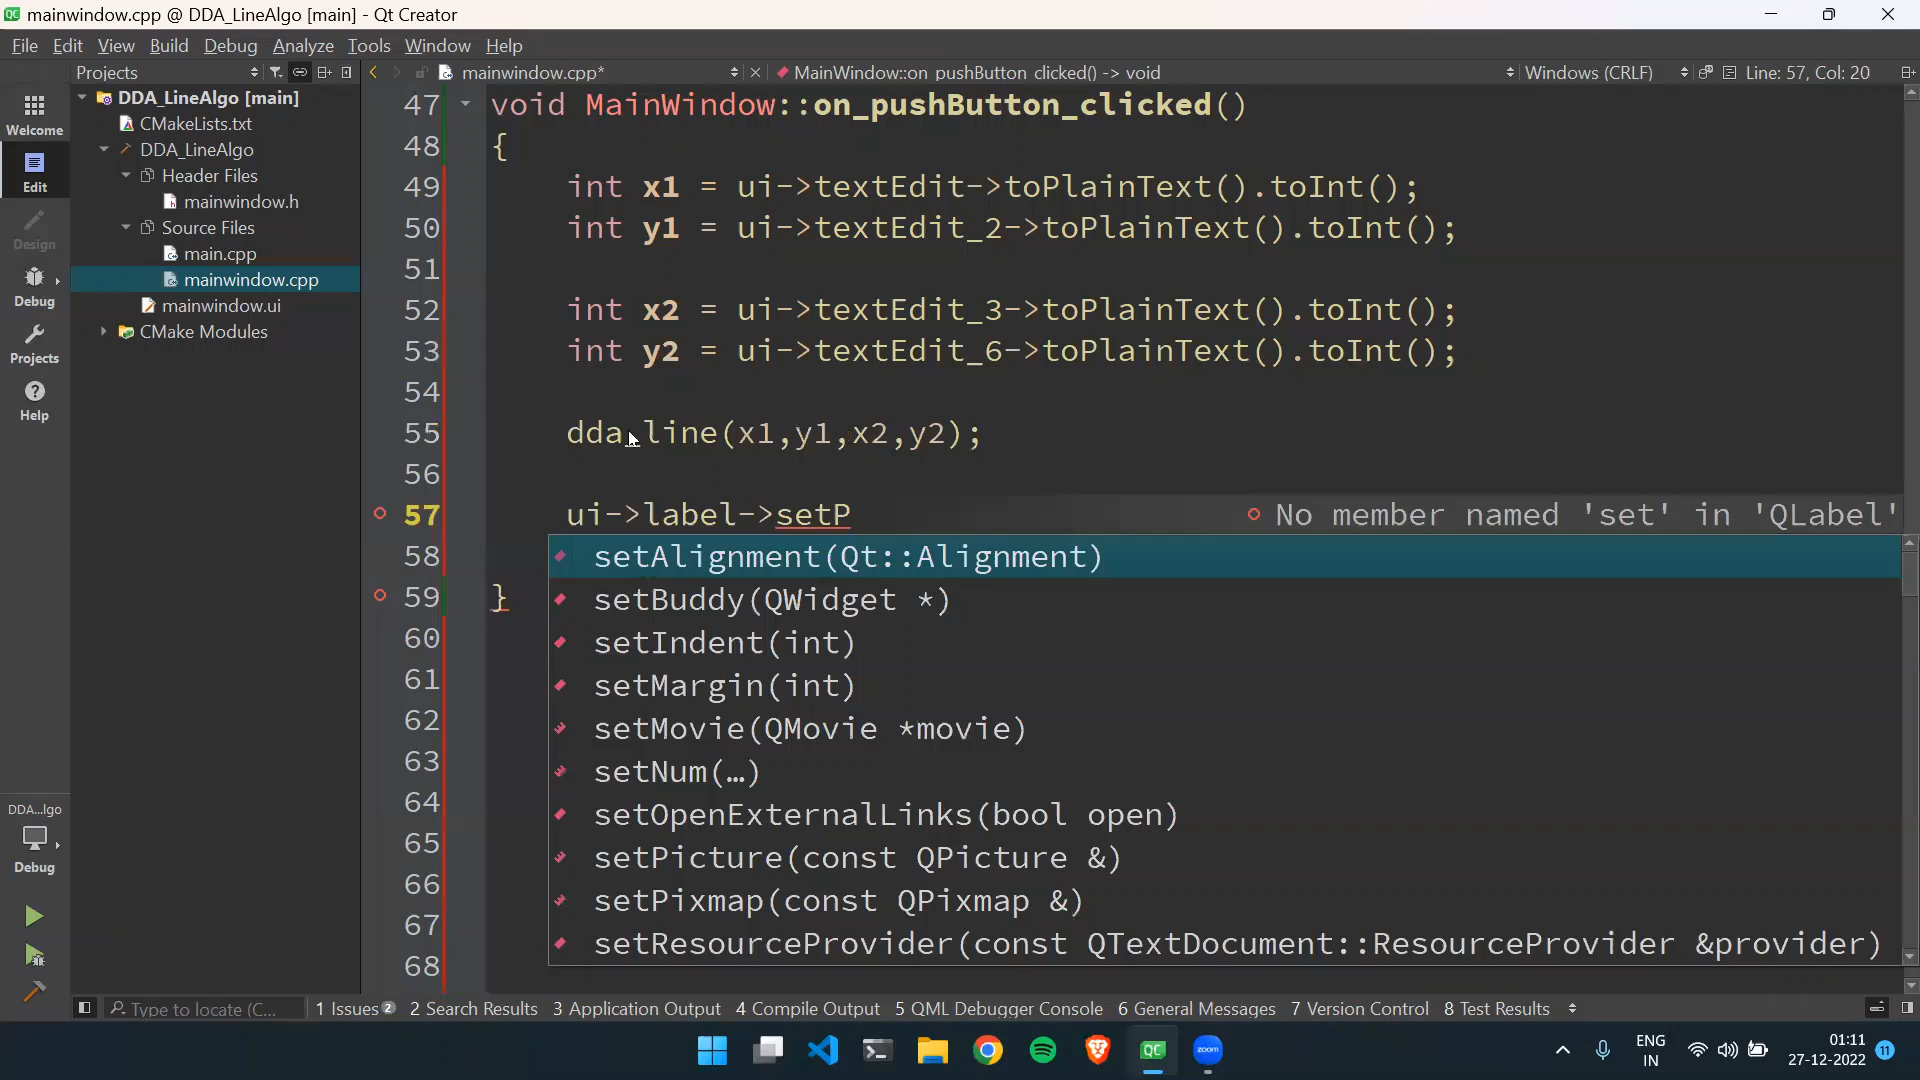 mainwindow.cpp @ DDA_LineAlgo [main] - Qt Creator
File Edit View Build Debug Analyze Tools Window Help
Projects mainwindow.cpp* MainWindow::on pushButton clicked() -> void Windows (CRLF) Line: 57, Col: 20
DDA_LineAlgo [main]
CMakeLists.txt
DDA_LineAlgo
Header Files
mainwindow.h
Source Files
main.cpp
mainwindow.cpp
mainwindow.ui
CMake Modules
Welcome
Edit
Design
Debug
Projects
Help
DDA...lgo
Debug
47 void MainWindow::on_pushButton_clicked()
48 {
49 int x1 = ui->textEdit->toPlainText().toInt();
50 int y1 = ui->textEdit_2->toPlainText().toInt();
51
52 int x2 = ui->textEdit_3->toPlainText().toInt();
53 int y2 = ui->textEdit_6->toPlainText().toInt();
54
55 dda_line(x1,y1,x2,y2);
56
57 ui->label->setP No member named 'set' in 'QLabel'
58 setAlignment(Qt::Alignment)
59 } setBuddy(QWidget *)
60 setIndent(int)
61 setMargin(int)
62 setMovie(QMovie *movie)
63 setNum(…)
64 setOpenExternalLinks(bool open)
65 setPicture(const QPicture &)
66 setPixmap(const QPixmap &)
67 setResourceProvider(const QTextDocument::ResourceProvider &provider)
68
Type to locate (C... 1 Issues 2 2 Search Results 3 Application Output 4 Compile Output 5 QML Debugger Console 6 General Messages 7 Version Control 8 Test Results
QC zoom ENG IN 01:11 27-12-2022 11